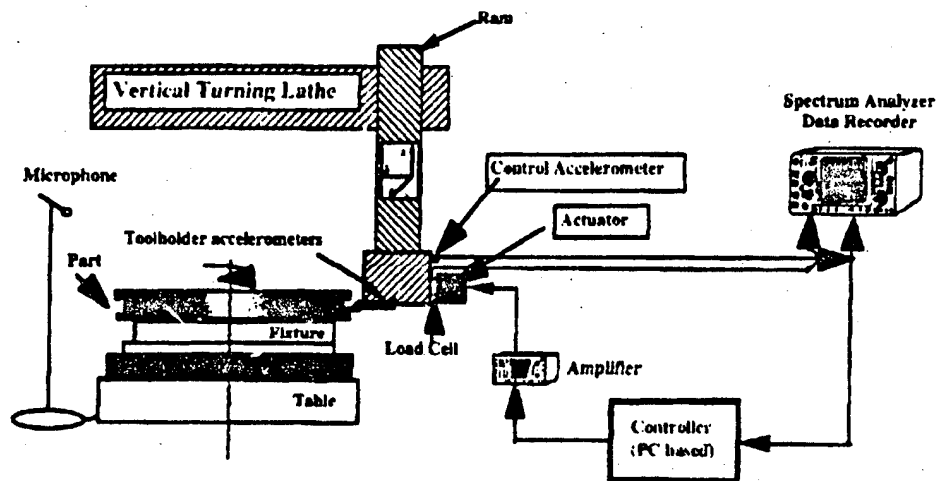 Ram
Vertical Turning Lathe
Spectrum Analyzer
Data Recorder
Microphone
Control Accelerometer
Toolholder accelerometers
Actuator
Part
Fixture
Load Cell
Amplifier
Table
Controller
(PC based)